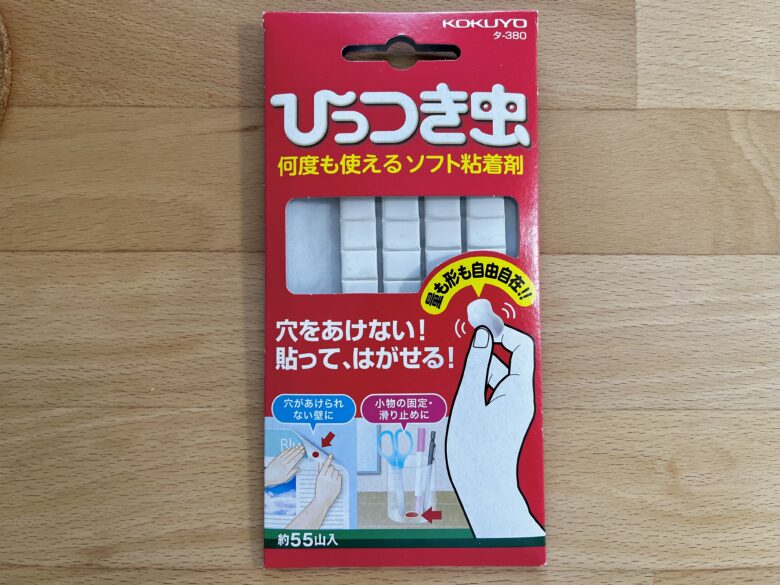 KOKUYO
タ-380
ひっつき虫
何度も使えるソフト粘着剤
量も形も自由自在!!
穴をあけない!
貼って、はがせる!
穴があけられ
ない壁に
小物の固定・
滑り止めに
Blu
約55山入